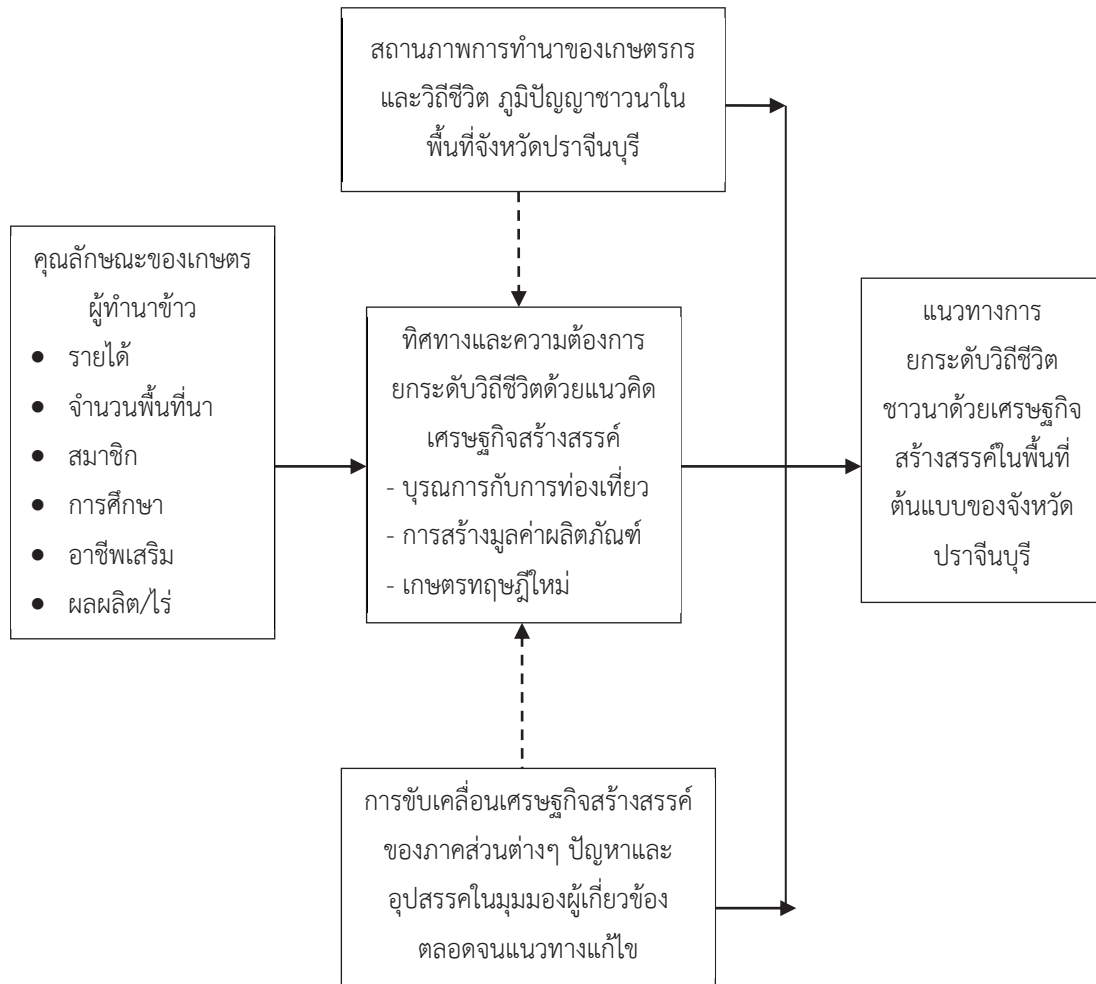 สถานภาพการทำนาของเกษตรกร
และวิถีชีวิต ภูมิปัญญาชาวนาใน
พื้นที่จังหวัดปราจีนบุรี
คุณลักษณะของเกษตร
ผู้ทำนาข้าว
● รายได้
● จำนวนพื้นที่นา
● สมาชิก
● การศึกษา
● อาชีพเสริม
● ผลผลิต/ไร่
ทิศทางและความต้องการ
ยกระดับวิถีชีวิตด้วยแนวคิด
เศรษฐกิจสร้างสรรค์
- บุรณการกับการท่องเที่ยว
- การสร้างมูลค่าผลิตภัณฑ์
- เกษตรทฤษฎีใหม่
แนวทางการ
ยกระดับวิถีชีวิต
ชาวนาด้วยเศรษฐกิจ
สร้างสรรค์ในพื้นที่
ต้นแบบของจังหวัด
ปราจีนบุรี
การขับเคลื่อนเศรษฐกิจสร้างสรรค์
ของภาคส่วนต่างๆ ปัญหาและ
อุปสรรคในมุมมองผู้เกี่ยวข้อง
ตลอดจนแนวทางแก้ไข